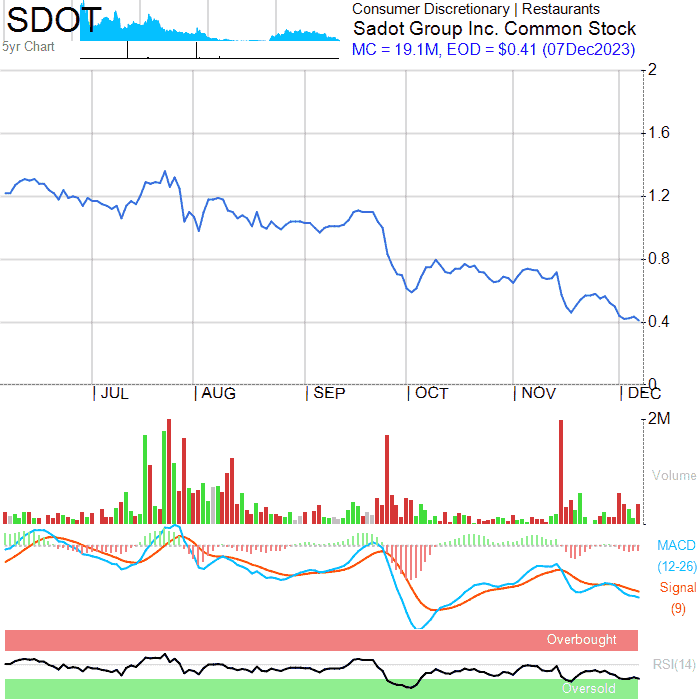 SDOT
5yr Chart
Consumer Discretionary | Restaurants
Sadot Group Inc. Common Stock
MC = 19.1M, EOD = $0.41 (07Dec2023)
2
1.6
1.2
0.8
0.4
0
JUL AUG SEP OCT NOV DEC
2M
Volume
MACD
(12-26)
Signal
(9)
Overbought
RSI(14)
Oversold